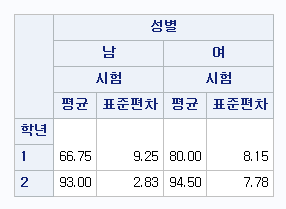 성별
남 여
시험 시험
평균 표준편차 평균 표준편차
학년
1 66.75 9.25 80.00 8.15
2 93.00 2.83 94.50 7.78